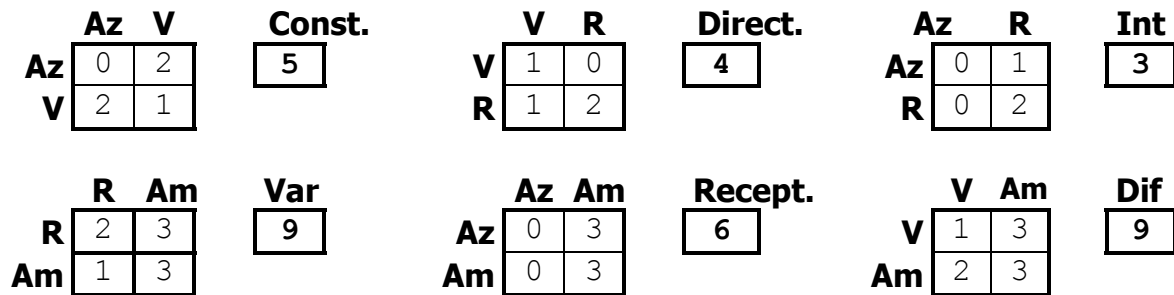 Az V Const. V R Direct. Az R Int
Az 0 2 5 V 1 0 4 Az 0 1 3
V 2 1 R 1 2 R 0 2
R Am Var Az Am Recept. V Am Dif
R 2 3 9 Az 0 3 6 V 1 3 9
Am 1 3 Am 0 3 Am 2 3